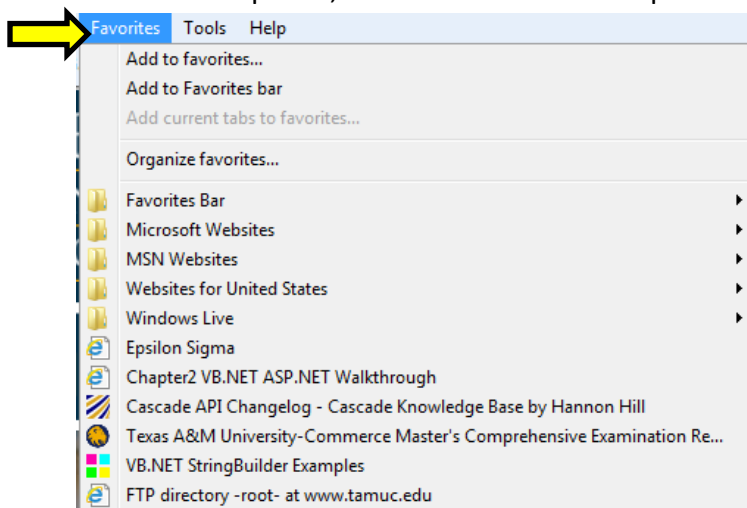 Favorites Tools Help
Add to favorites...
Add to Favorites bar
Add current tabs to favorites...
Organize favorites...
Favorites Bar
Microsoft Websites
MSN Websites
Websites for United States
Windows Live
Epsilon Sigma
Chapter2 VB.NET ASP.NET Walkthrough
Cascade API Changelog - Cascade Knowledge Base by Hannon Hill
Texas A&M University-Commerce Master's Comprehensive Examination Re...
VB.NET StringBuilder Examples
FTP directory -root- at www.tamuc.edu